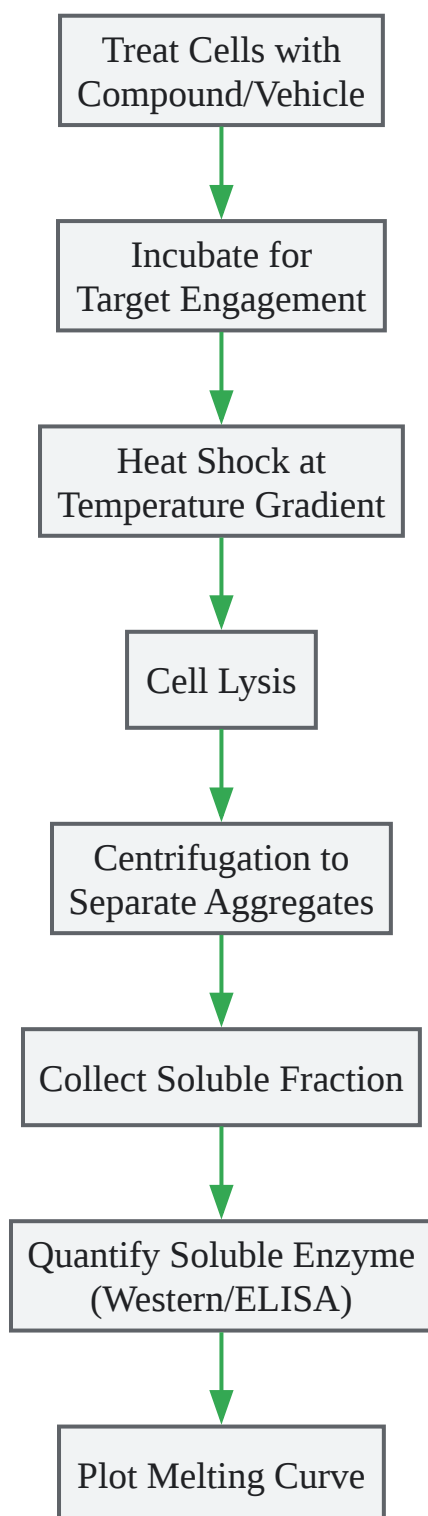 Treat Cells with
Compound/Vehicle
Incubate for
Target Engagement
Heat Shock at
Temperature Gradient
Cell Lysis
Centrifugation to
Separate Aggregates
Collect Soluble Fraction
Quantify Soluble Enzyme
(Western/ELISA)
Plot Melting Curve